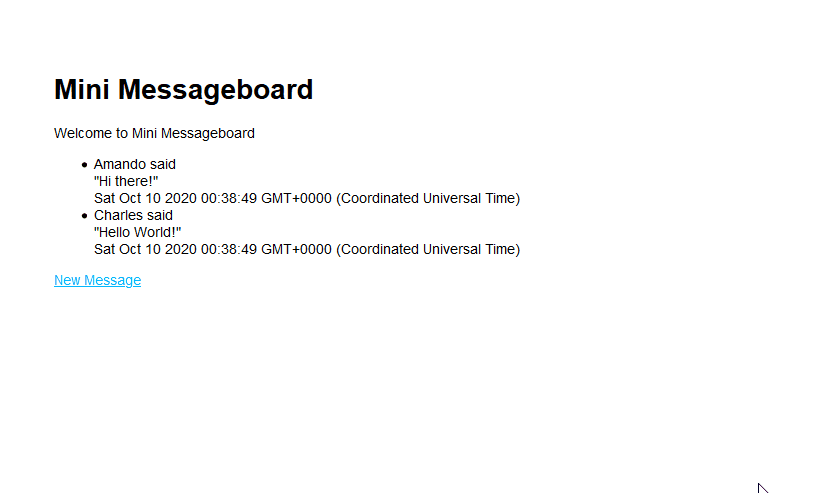 Mini Messageboard
Welcome to Mini Messageboard
Amando said
"Hi there!"
Sat Oct 10 2020 00:38:49 GMT+0000 (Coordinated Universal Time)
Charles said
"Hello World!"
Sat Oct 10 2020 00:38:49 GMT+0000 (Coordinated Universal Time)
New Message